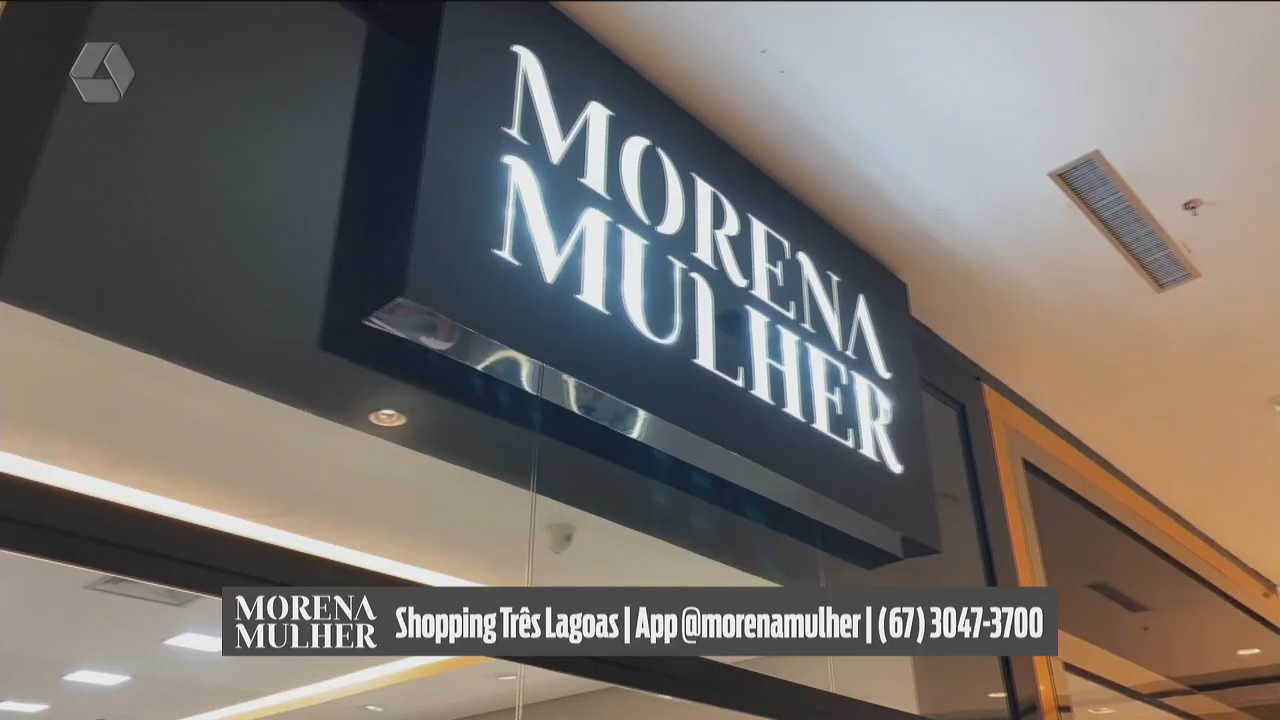 MORENA
MULHER
MORENA
MULHER
Shopping Três Lagoas | App @morenamulher | (67) 3047-3700